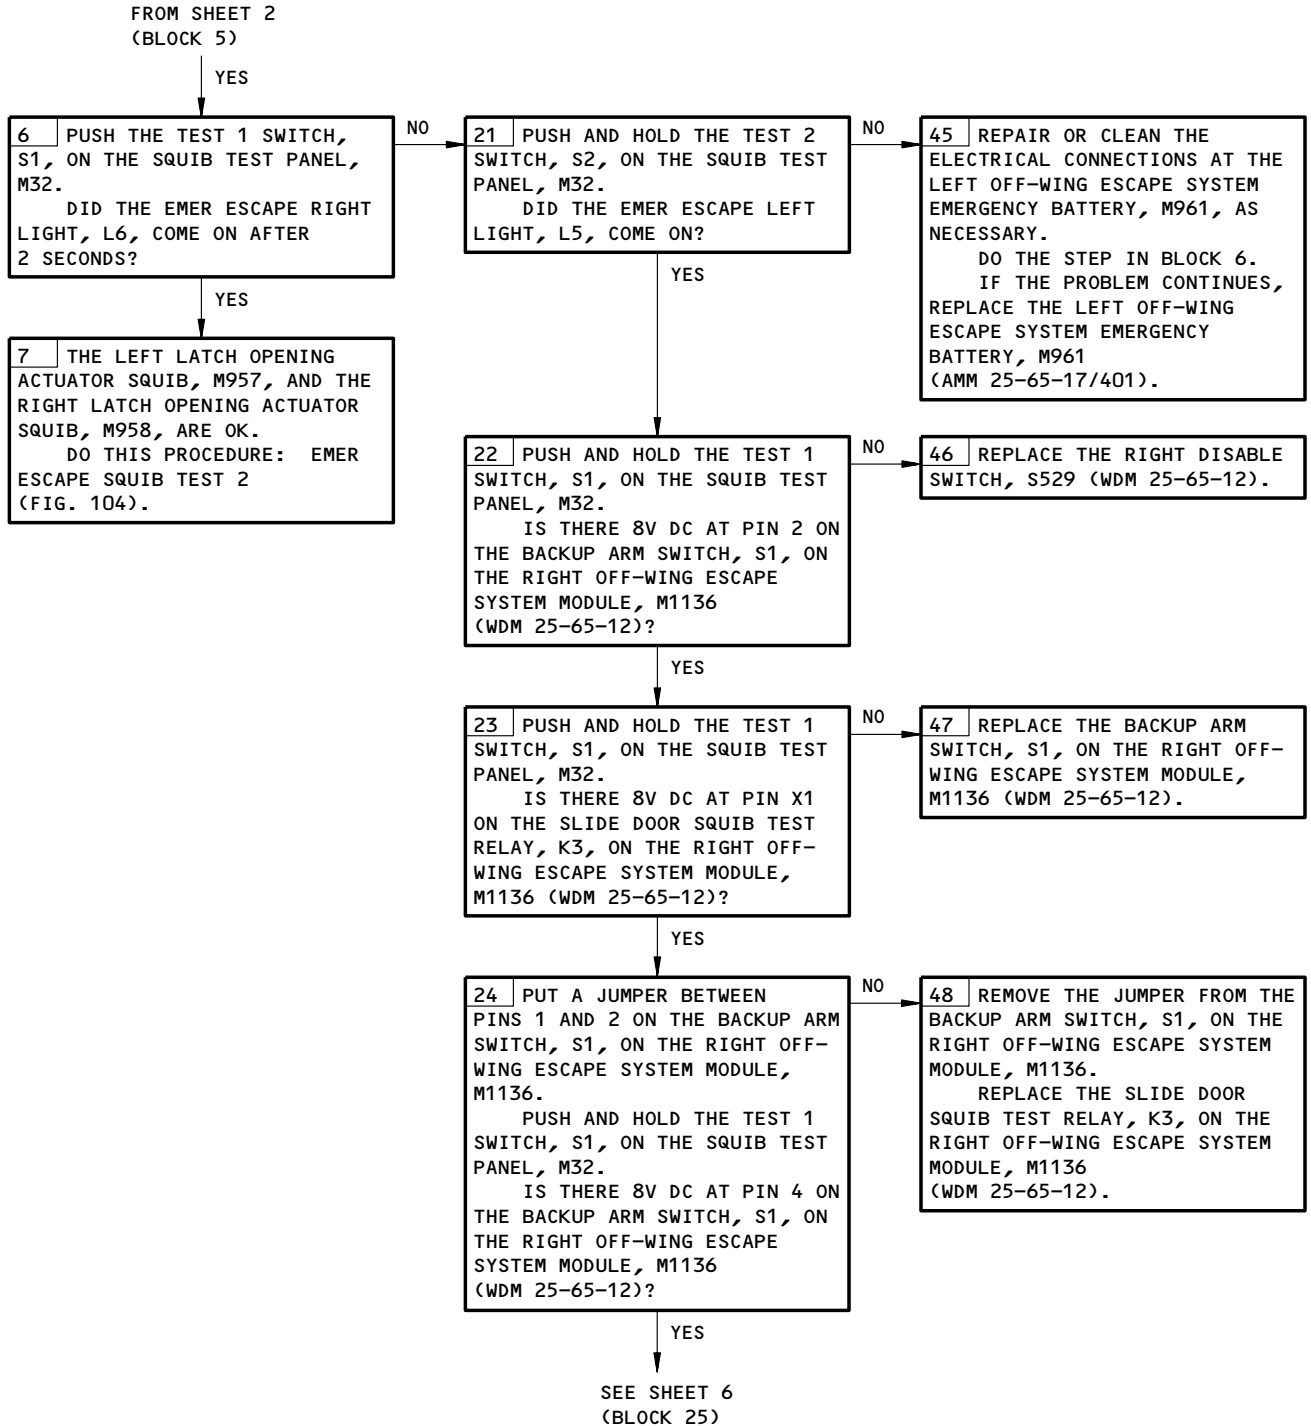 FROM SHEET 2
(BLOCK 5)
YES
6 PUSH THE TEST 1 SWITCH,
S1, ON THE SQUIB TEST PANEL,
M32.
DID THE EMER ESCAPE RIGHT
LIGHT, L6, COME ON AFTER
2 SECONDS?
NO
YES
7 THE LEFT LATCH OPENING
ACTUATOR SQUIB, M957, AND THE
RIGHT LATCH OPENING ACTUATOR
SQUIB, M958, ARE OK.
DO THIS PROCEDURE: EMER
ESCAPE SQUIB TEST 2
(FIG. 104).
21 PUSH AND HOLD THE TEST 2
SWITCH, S2, ON THE SQUIB TEST
PANEL, M32.
DID THE EMER ESCAPE LEFT
LIGHT, L5, COME ON?
NO
YES
45 REPAIR OR CLEAN THE
ELECTRICAL CONNECTIONS AT THE
LEFT OFF-WING ESCAPE SYSTEM
EMERGENCY BATTERY, M961, AS
NECESSARY.
DO THE STEP IN BLOCK 6.
IF THE PROBLEM CONTINUES,
REPLACE THE LEFT OFF-WING
ESCAPE SYSTEM EMERGENCY
BATTERY, M961
(AMM 25-65-17/401).
22 PUSH AND HOLD THE TEST 1
SWITCH, S1, ON THE SQUIB TEST
PANEL, M32.
IS THERE 8V DC AT PIN 2 ON
THE BACKUP ARM SWITCH, S1, ON
THE RIGHT OFF-WING ESCAPE
SYSTEM MODULE, M1136
(WDM 25-65-12)?
NO
YES
46 REPLACE THE RIGHT DISABLE
SWITCH, S529 (WDM 25-65-12).
23 PUSH AND HOLD THE TEST 1
SWITCH, S1, ON THE SQUIB TEST
PANEL, M32.
IS THERE 8V DC AT PIN X1
ON THE SLIDE DOOR SQUIB TEST
RELAY, K3, ON THE RIGHT OFF-
WING ESCAPE SYSTEM MODULE,
M1136 (WDM 25-65-12)?
NO
YES
47 REPLACE THE BACKUP ARM
SWITCH, S1, ON THE RIGHT OFF-
WING ESCAPE SYSTEM MODULE,
M1136 (WDM 25-65-12).
24 PUT A JUMPER BETWEEN
PINS 1 AND 2 ON THE BACKUP ARM
SWITCH, S1, ON THE RIGHT OFF-
WING ESCAPE SYSTEM MODULE,
M1136.
PUSH AND HOLD THE TEST 1
SWITCH, S1, ON THE SQUIB TEST
PANEL, M32.
IS THERE 8V DC AT PIN 4 ON
THE BACKUP ARM SWITCH, S1, ON
THE RIGHT OFF-WING ESCAPE
SYSTEM MODULE, M1136
(WDM 25-65-12)?
NO
YES
48 REMOVE THE JUMPER FROM THE
BACKUP ARM SWITCH, S1, ON THE
RIGHT OFF-WING ESCAPE SYSTEM
MODULE, M1136.
REPLACE THE SLIDE DOOR
SQUIB TEST RELAY, K3, ON THE
RIGHT OFF-WING ESCAPE SYSTEM
MODULE, M1136
(WDM 25-65-12).
SEE SHEET 6
(BLOCK 25)